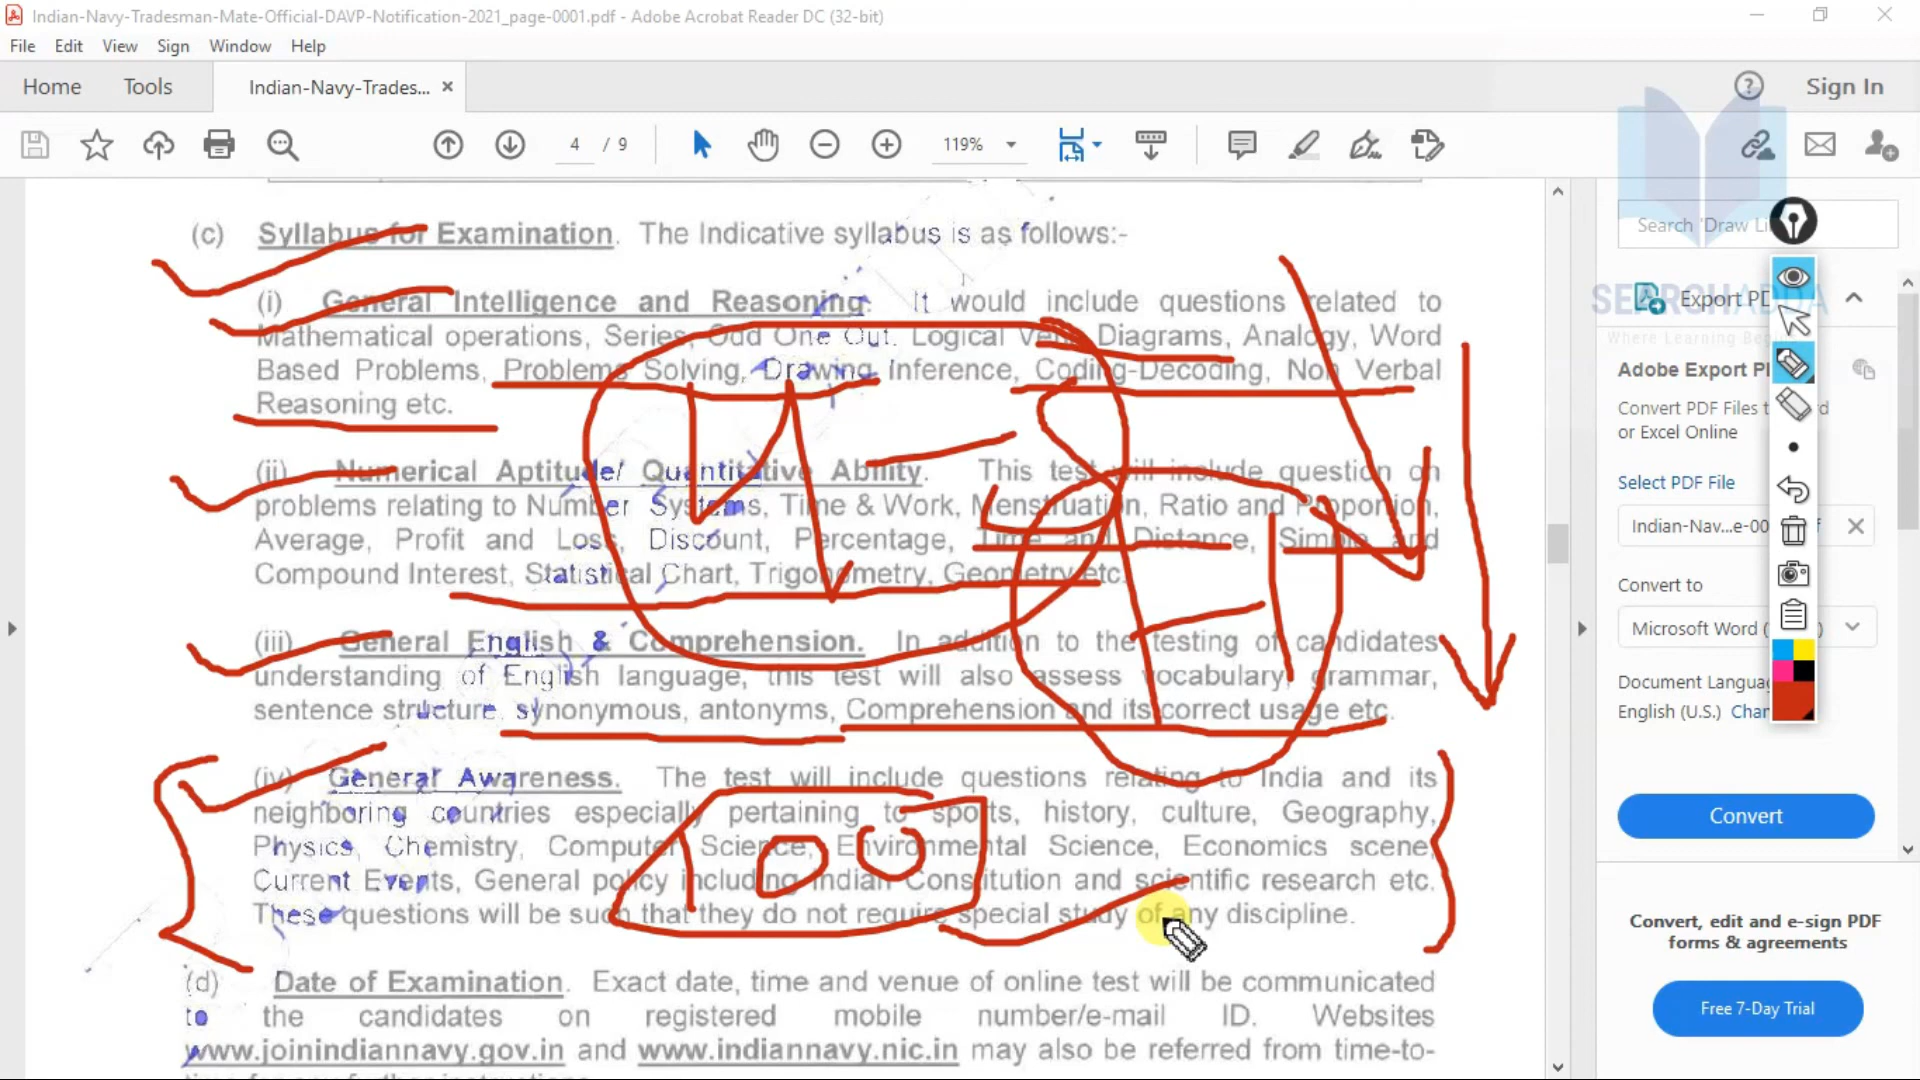 Indian-Navy-Tradesman-Mate-Official-DAVP-Notification-2021_page-0001.pdf - Adobe Acrobat Reader DC (32-bit)
File Edit View Sign Window Help
Home Tools Indian-Navy-Trades... × Sign In
4 / 9 119%
(c) Syllabus for Examination. The Indicative syllabus is as follows:-
(i) General Intelligence and Reasoning. It would include questions related to
Mathematical operations, Series, Odd One Out, Logical Venn Diagrams, Analogy, Word
Based Problems, Problems Solving, Drawing Inference, Coding-Decoding, Non Verbal
Reasoning etc.
(ii) Numerical Aptitude/ Quantitative Ability. This test will include question on
problems relating to Number Systems, Time & Work, Menstruation, Ratio and Proportion,
Average, Profit and Loss, Discount, Percentage, Time and Distance, Simple and
Compound Interest, Statistical Chart, Trigonometry, Geometry etc.
(iii) General English & Comprehension. In addition to the testing of candidates
understanding of English language, this test will also assess vocabulary, grammar,
sentence structure, synonymous, antonyms, Comprehension and its correct usage etc.
(iv) General Awareness. The test will include questions relating to India and its
neighboring countries especially pertaining to sports, history, culture, Geography,
Physics, Chemistry, Computer Science, Environmental Science, Economics scene,
Current Events, General policy including Indian Constitution and scientific research etc.
These questions will be such that they do not require special study of any discipline.
(d) Date of Examination. Exact date, time and venue of online test will be communicated
to the candidates on registered mobile number/e-mail ID. Websites
www.joinindiannavy.gov.in and www.indiannavy.nic.in may also be referred from time-to-
Search 'Draw Li
Export PD
Where Learning Begins
Adobe Export P
Convert PDF Files t d
or Excel Online
Select PDF File
Indian-Nav...e-00 f
Convert to
Microsoft Word ( )
Document Langua
English (U.S.) Chan
Convert
Convert, edit and e-sign PDF
forms & agreements
Free 7-Day Trial